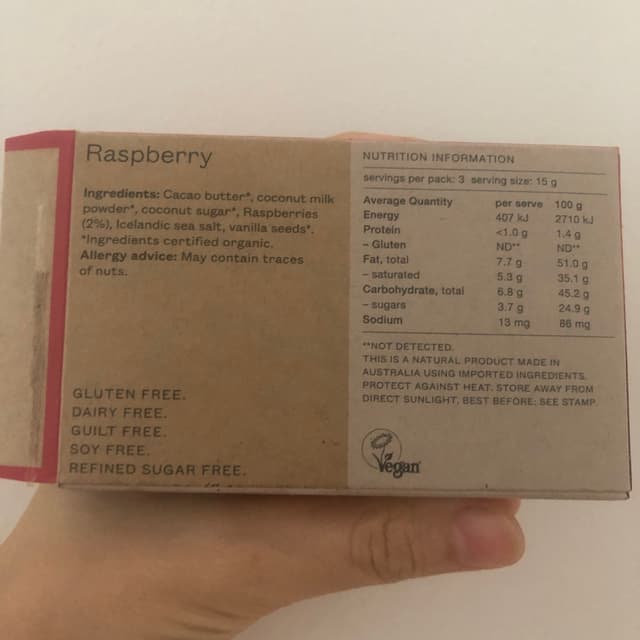 Raspberry
Ingredients: Cacao butter*, coconut milk
powder*, coconut sugar*, Raspberries
(2%), Icelandic sea salt, vanilla seeds*.
*Ingredients certified organic.
Allergy advice: May contain traces
of nuts.
GLUTEN FREE.
DAIRY FREE.
GUILT FREE.
SOY FREE.
REFINED SUGAR FREE.
NUTRITION INFORMATION
servings per pack: 3 serving size: 15 g
Average Quantity per serve 100 g
Energy 407 kJ 2710 kJ
Protein <1.0 g 1.4 g
– Gluten ND** ND**
Fat, total 7.7 g 51.0 g
– saturated 5.3 g 35.1 g
Carbohydrate, total 6.8 g 45.2 g
– sugars 3.7 g 24.9 g
Sodium 13 mg 86 mg
**NOT DETECTED.
THIS IS A NATURAL PRODUCT MADE IN
AUSTRALIA USING IMPORTED INGREDIENTS.
PROTECT AGAINST HEAT. STORE AWAY FROM
DIRECT SUNLIGHT. BEST BEFORE: SEE STAMP.
Vegan